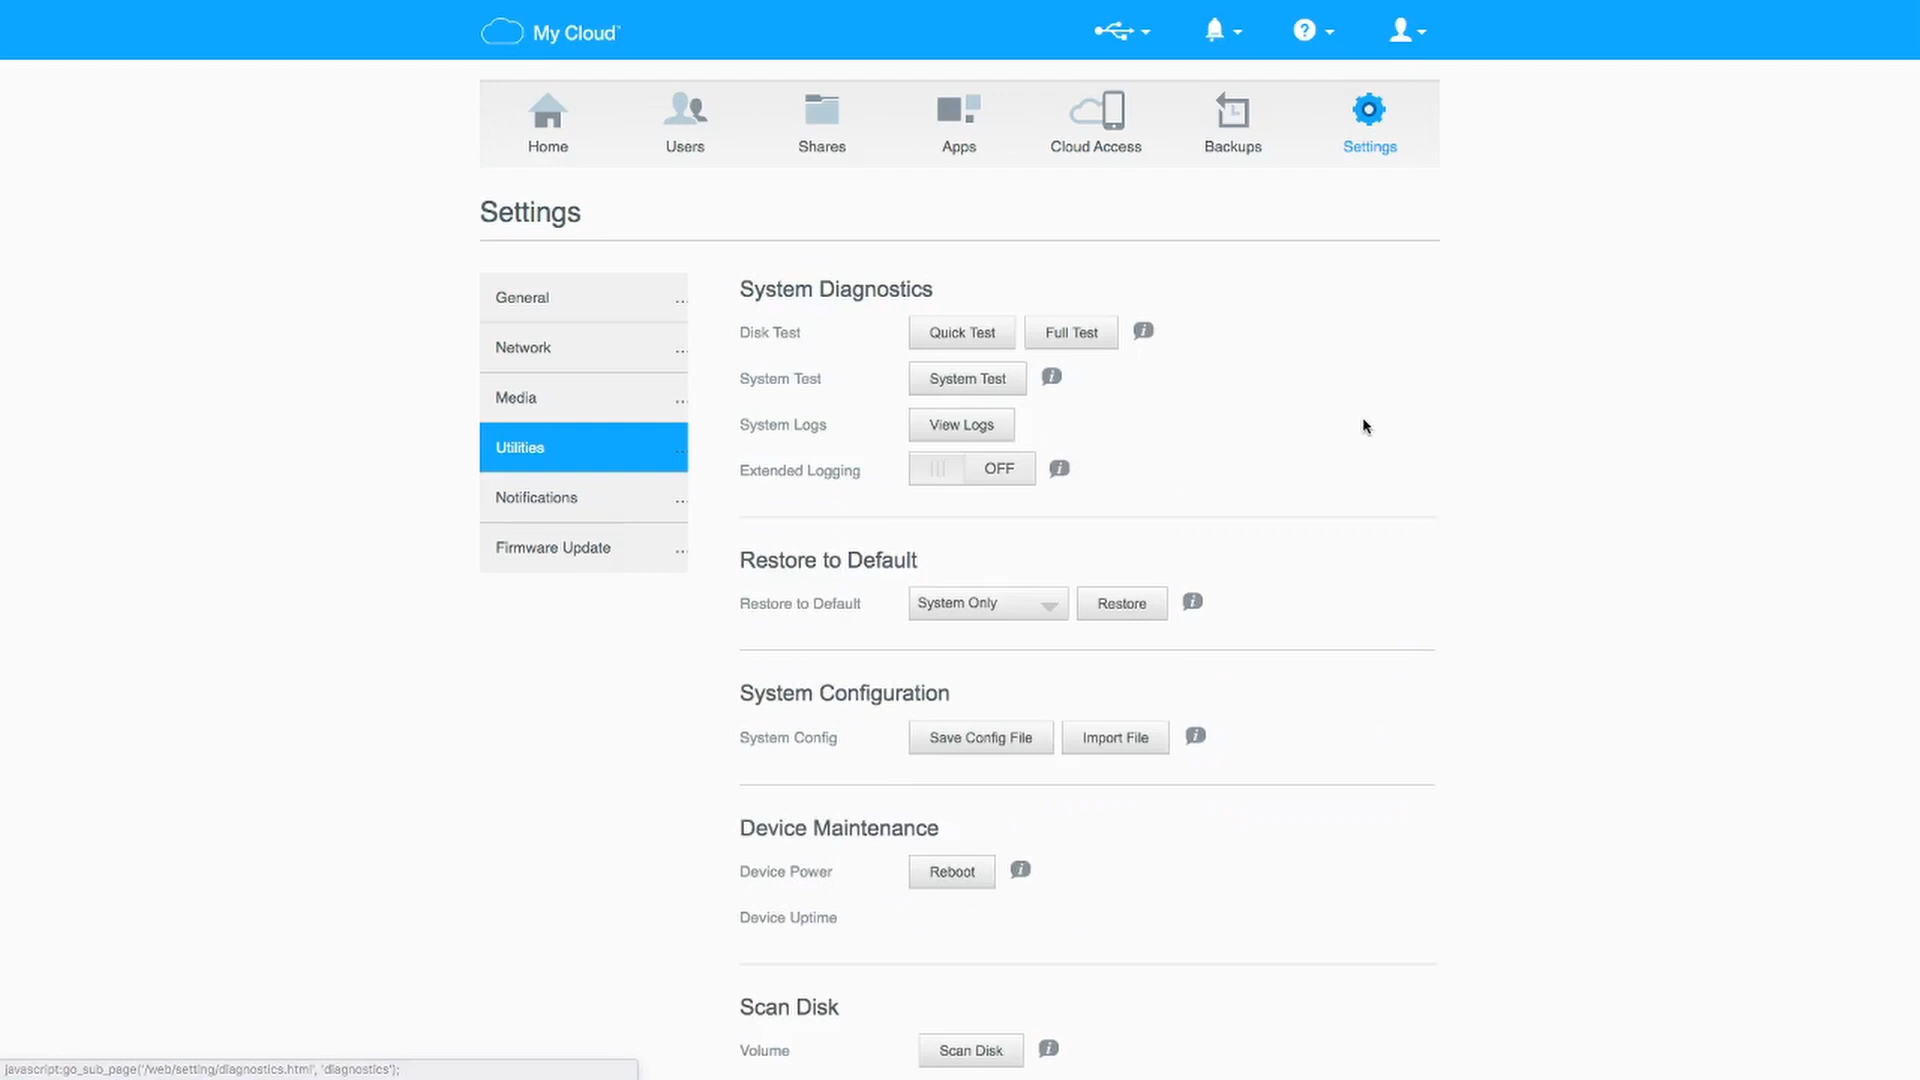 My Cloud™
Home
Users
Shares
Apps
Cloud Access
Backups
Settings
Settings
General ...
Network ...
Media ...
Utilities ...
Notifications ...
Firmware Update ...
System Diagnostics
Disk Test Quick Test Full Test
System Test System Test
System Logs View Logs
Extended Logging OFF
Restore to Default
Restore to Default System Only Restore
System Configuration
System Config Save Config File Import File
Device Maintenance
Device Power Reboot
Device Uptime
Scan Disk
Volume Scan Disk
javascript:go_sub_page('/web/setting/diagnostics.html', 'diagnostics');